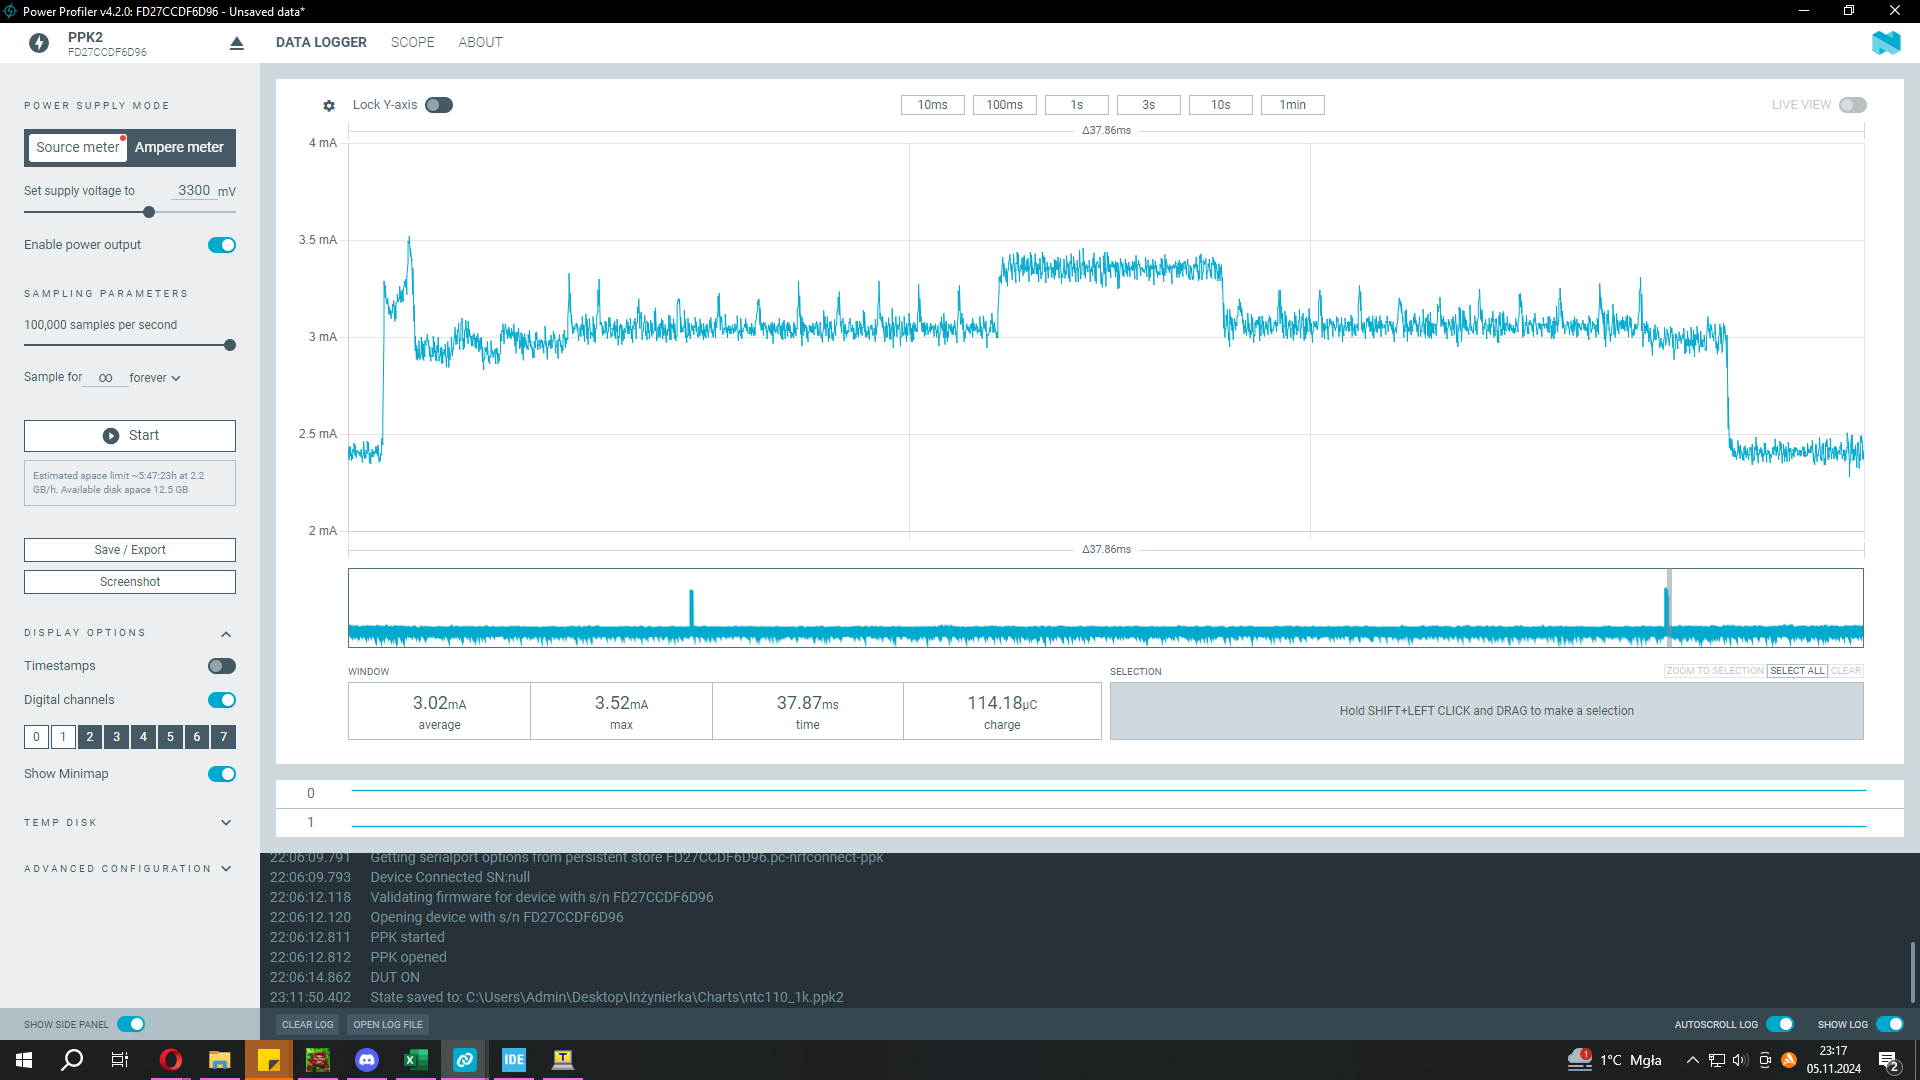 Power Profiler v4.2.0: FD27CCDF6D96 - Unsaved data*
PPK2
FD27CCDF6D96
DATA LOGGER
SCOPE
ABOUT
POWER SUPPLY MODE
Source meter
Ampere meter
Set supply voltage to 3300 mV
Enable power output
SAMPLING PARAMETERS
100,000 samples per second
Sample for ∞ forever
Start
Estimated space limit ~5:47:23h at 2.2
GB/h. Available disk space 12.5 GB
Save / Export
Screenshot
DISPLAY OPTIONS
Timestamps
Digital channels
0 1 2 3 4 5 6 7
Show Minimap
TEMP DISK
ADVANCED CONFIGURATION
SHOW SIDE PANEL
Lock Y-axis
10ms 100ms 1s 3s 10s 1min
LIVE VIEW
Δ37.86ms
4 mA
3.5 mA
3 mA
2.5 mA
2 mA
Δ37.86ms
WINDOW
3.02mA
average
3.52mA
max
37.87ms
time
114.18µC
charge
SELECTION
ZOOM TO SELECTION SELECT ALL CLEAR
Hold SHIFT+LEFT CLICK and DRAG to make a selection
0
1
22:06:09.791 Getting serialport options from persistent store FD27CCDF6D96.pc-nrfconnect-ppk
22:06:09.793 Device Connected SN:null
22:06:12.118 Validating firmware for device with s/n FD27CCDF6D96
22:06:12.120 Opening device with s/n FD27CCDF6D96
22:06:12.811 PPK started
22:06:12.812 PPK opened
22:06:14.862 DUT ON
23:11:50.402 State saved to: C:\Users\Admin\Desktop\Inżynierka\Charts\ntc110_1k.ppk2
CLEAR LOG
OPEN LOG FILE
AUTOSCROLL LOG
SHOW LOG
IDE
T
1
1°C Mgła
23:17
05.11.2024
2